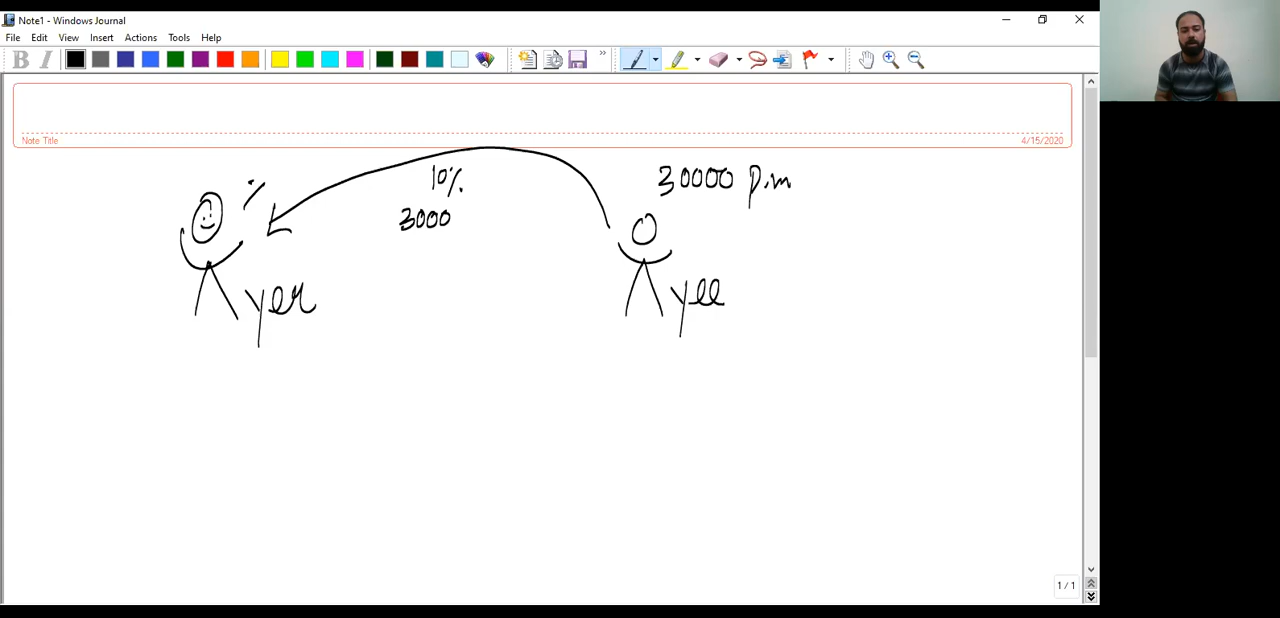 Note1 - Windows Journal
File Edit View Insert Actions Tools Help
B I
Note Title
4/15/2020
10%
30000 p.m
%
3000
yer
yee
1 / 1